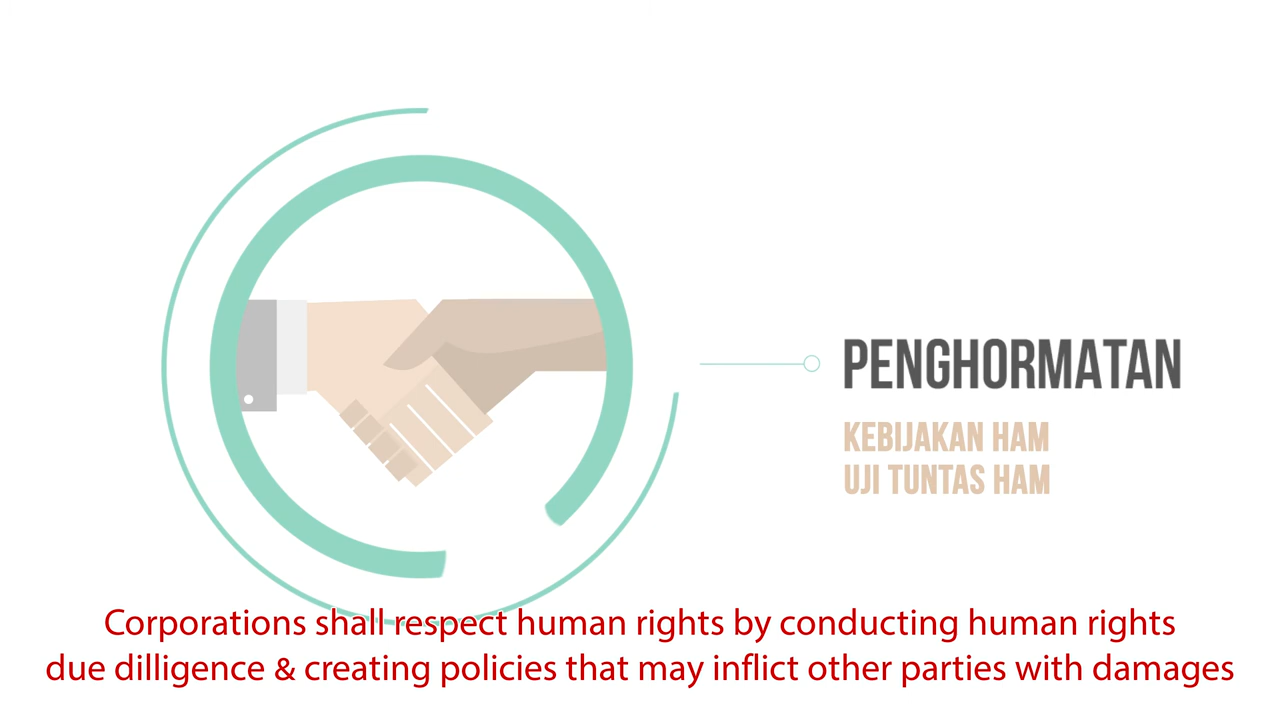 PENGHORMATAN
KEBIJAKAN HAM
UJI TUNTAS HAM
Corporations shall respect human rights by conducting human rights
due dilligence & creating policies that may inflict other parties with damages